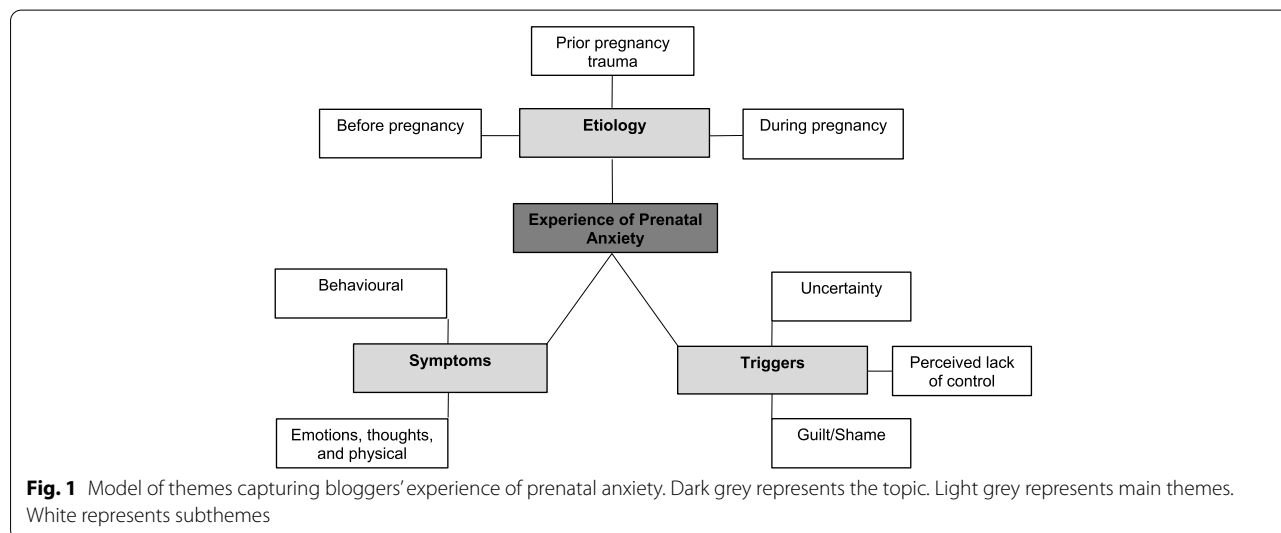 Prior pregnancy
trauma
Before pregnancy
Etiology
During pregnancy
Experience of Prenatal
Anxiety
Behavioural
Uncertainty
Symptoms
Triggers
Perceived lack
of control
Emotions, thoughts,
and physical
Guilt/Shame
Fig. 1 Model of themes capturing bloggers' experience of prenatal anxiety. Dark grey represents the topic. Light grey represents main themes.
White represents subthemes